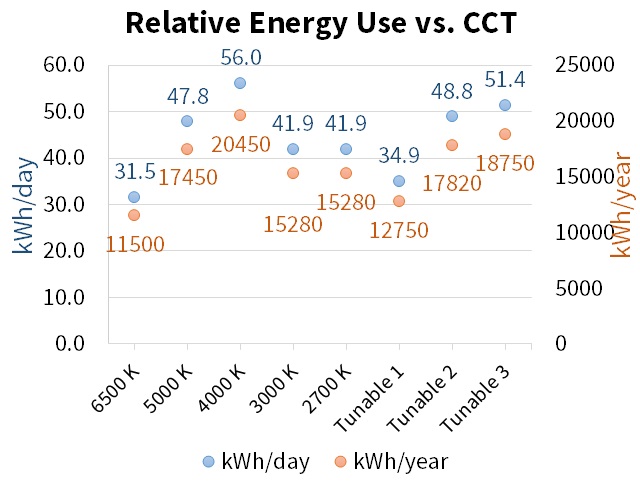 Relative Energy Use vs. CCT
60.0
50.0
40.0
30.0
20.0
10.0
0.0
kWh/day
25000
20000
15000
10000
5000
0
kWh/year
31.5
47.8
56.0
41.9
41.9
34.9
48.8
51.4
11500
17450
20450
15280
15280
12750
17820
18750
6500 K
5000 K
4000 K
3000 K
2700 K
Tunable 1
Tunable 2
Tunable 3
kWh/day
kWh/year